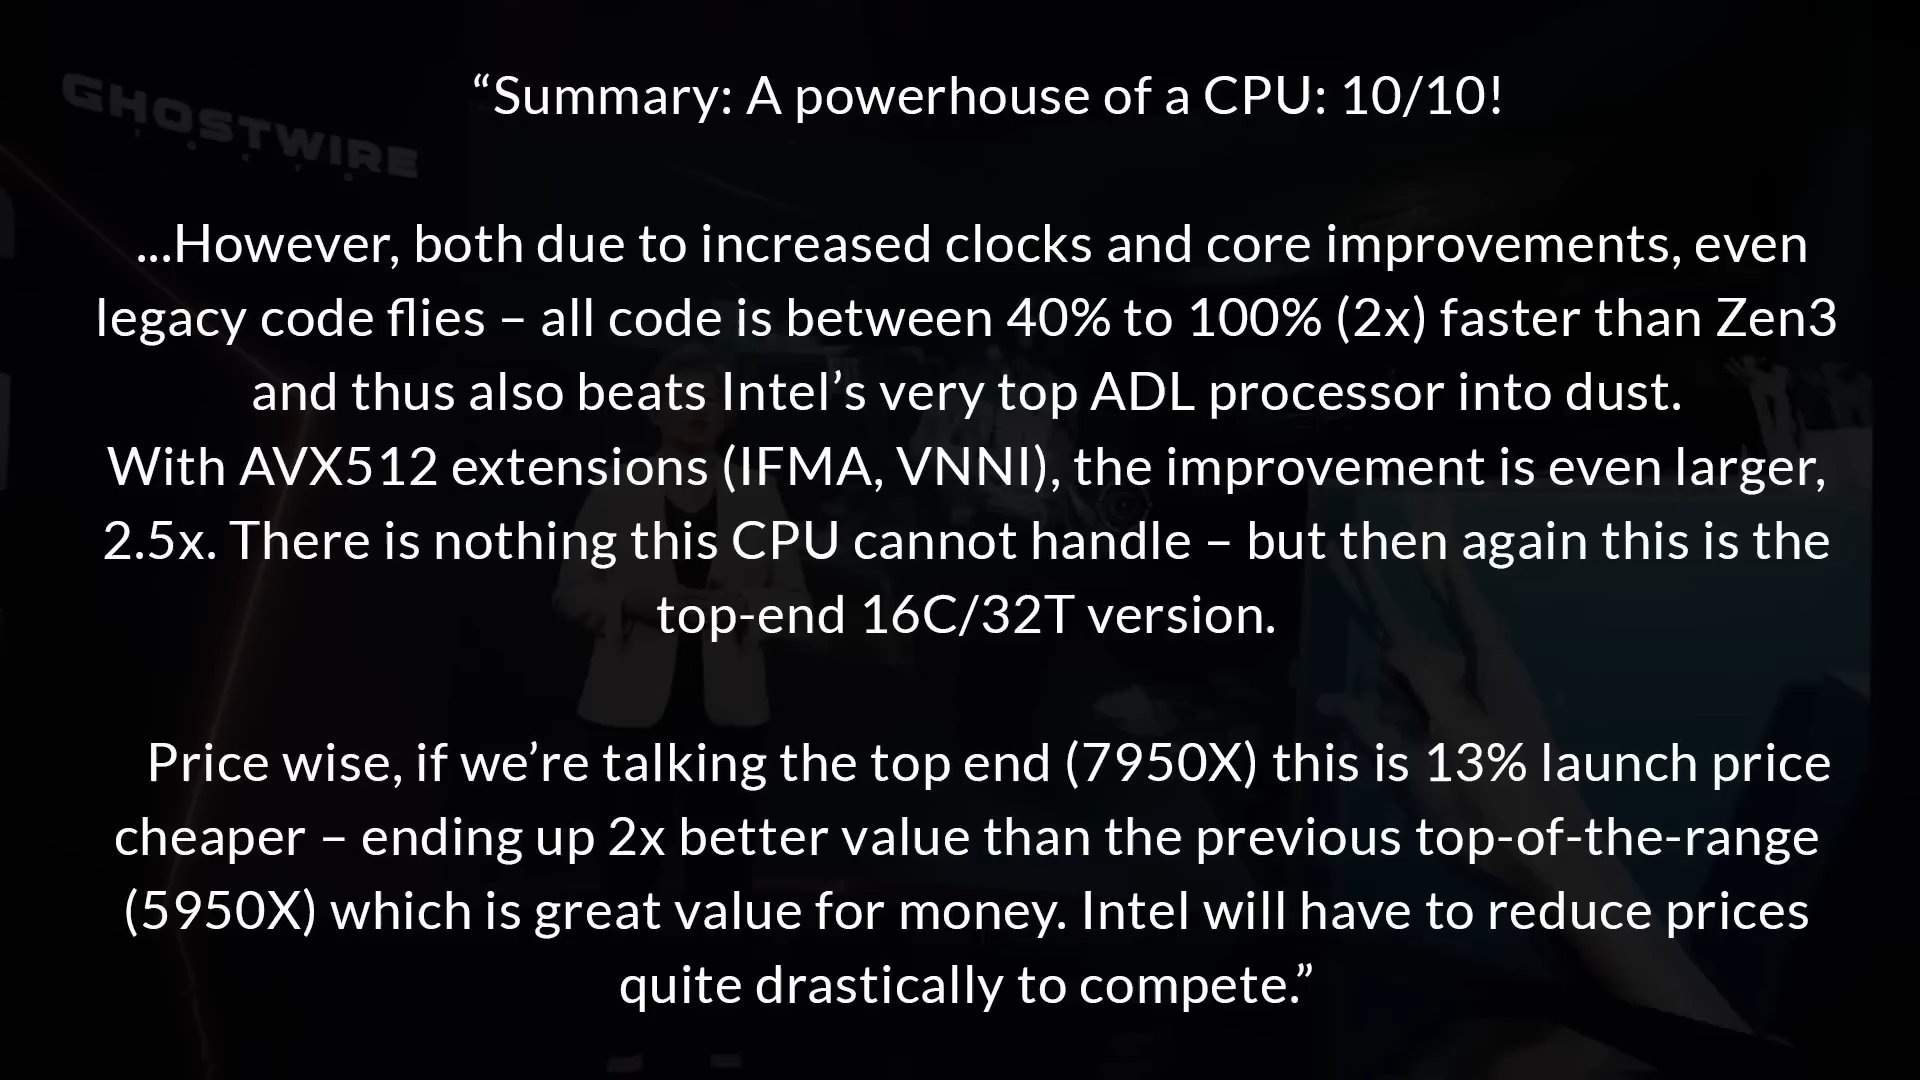 GHOSTWIRE
“Summary: A powerhouse of a CPU: 10/10!
...However, both due to increased clocks and core improvements, even
legacy code flies – all code is between 40% to 100% (2x) faster than Zen3
and thus also beats Intel’s very top ADL processor into dust.
With AVX512 extensions (IFMA, VNNI), the improvement is even larger,
2.5x. There is nothing this CPU cannot handle – but then again this is the
top-end 16C/32T version.
Price wise, if we’re talking the top end (7950X) this is 13% launch price
cheaper – ending up 2x better value than the previous top-of-the-range
(5950X) which is great value for money. Intel will have to reduce prices
quite drastically to compete.”